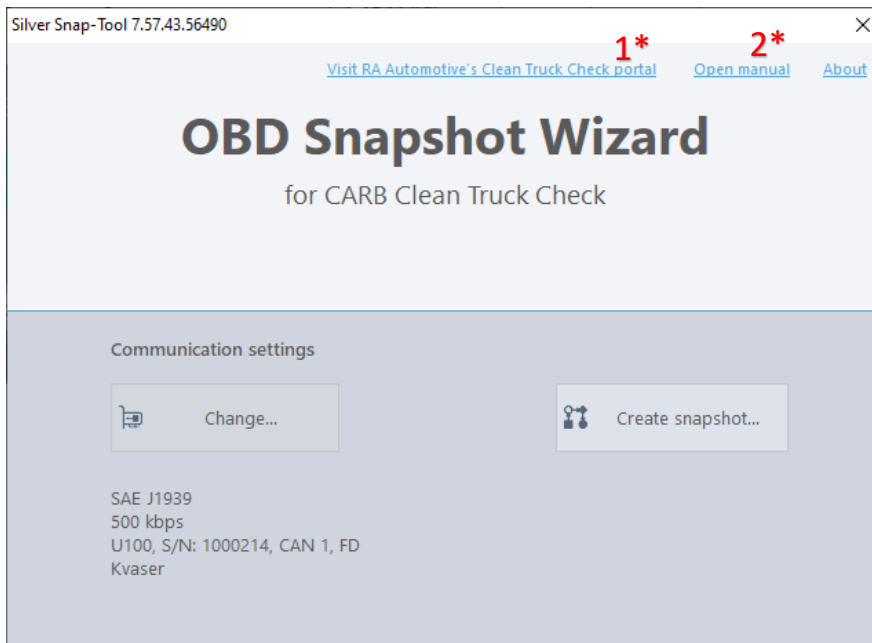 Silver Snap-Tool 7.57.43.56490
1* 2*
Visit RA Automotive's Clean Truck Check portal Open manual About
OBD Snapshot Wizard
for CARB Clean Truck Check
Communication settings
Change... Create snapshot...
SAE J1939
500 kbps
U100, S/N: 1000214, CAN 1, FD
Kvaser